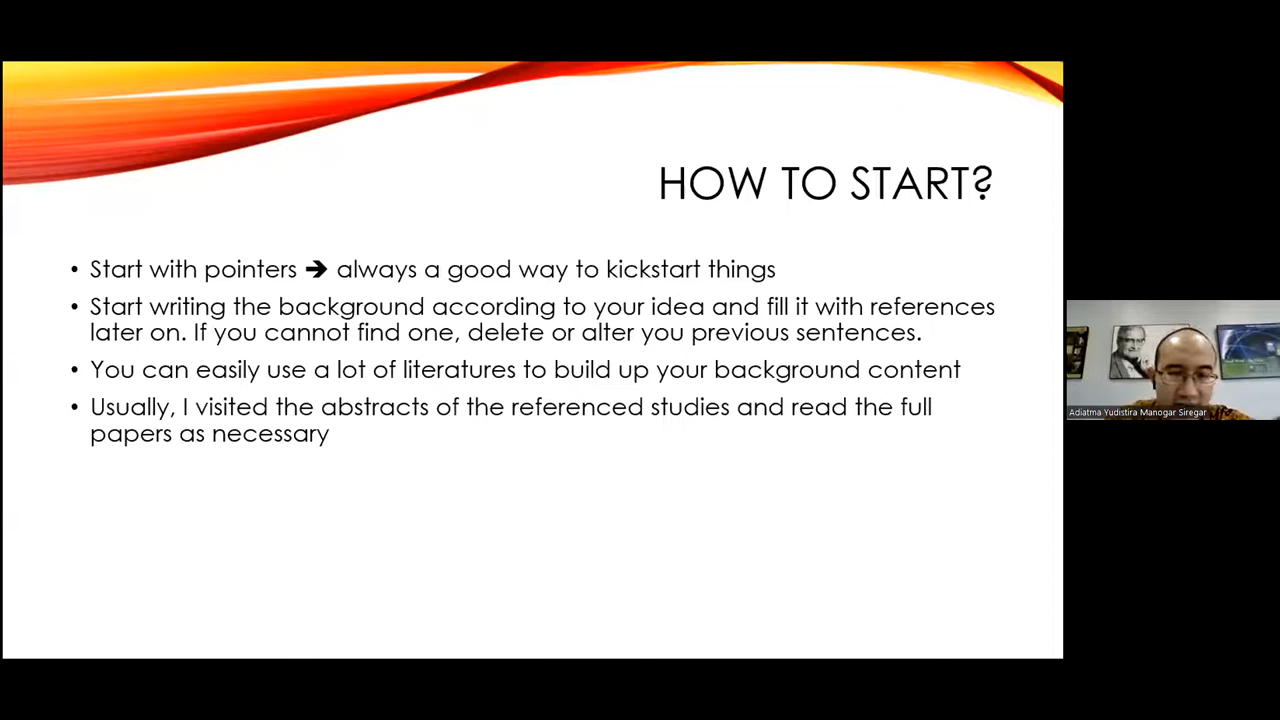 HOW TO START?
• Start with pointers → always a good way to kickstart things
• Start writing the background according to your idea and fill it with references
later on. If you cannot find one, delete or alter you previous sentences.
• You can easily use a lot of literatures to build up your background content
• Usually, I visited the abstracts of the referenced studies and read the full
papers as necessary
Adiatma Yudistira Manogar Siregar